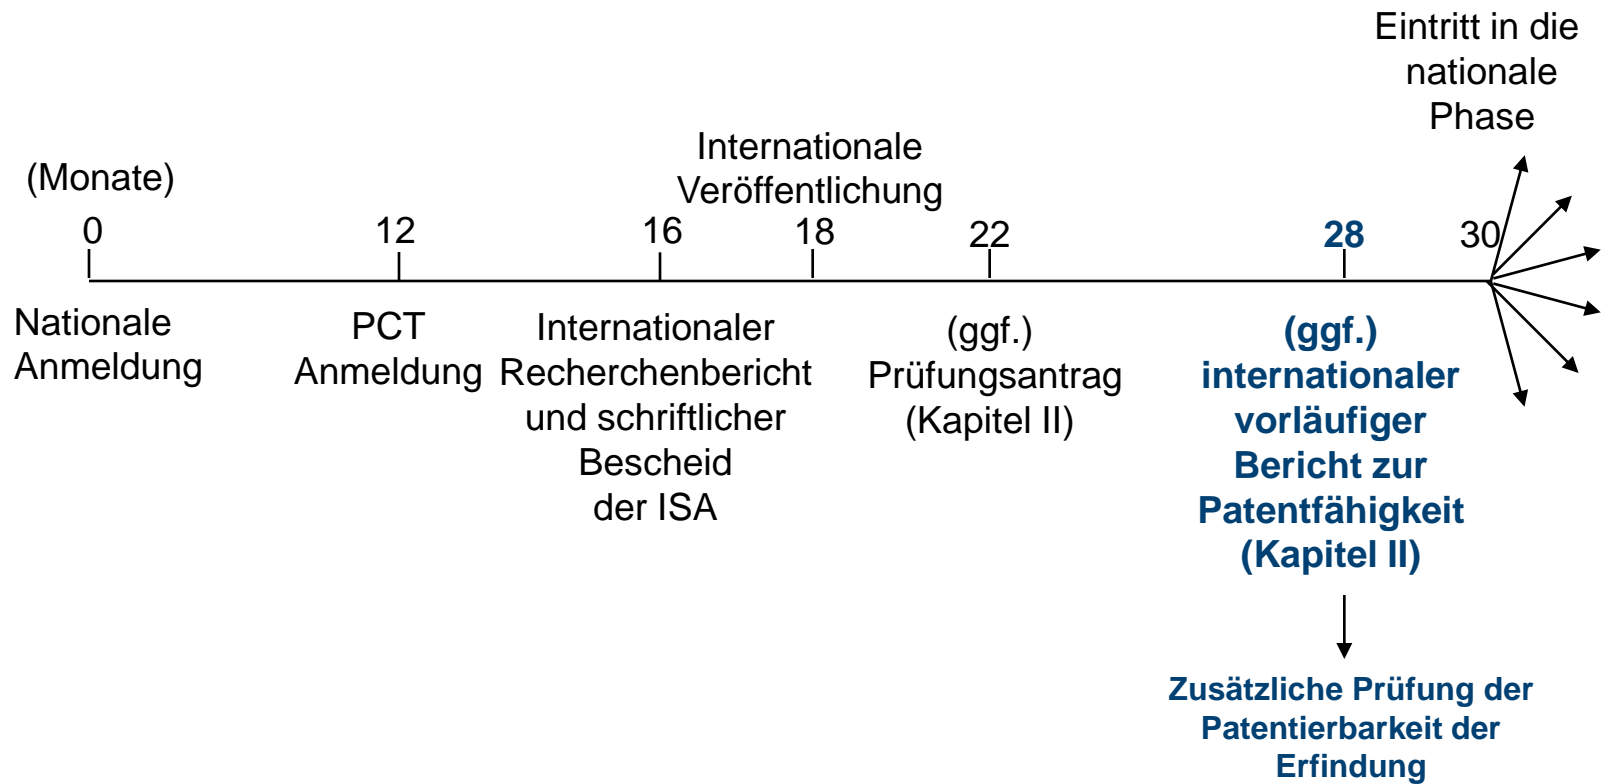 Eintritt in die
nationale
Phase
Internationale
Veröffentlichung
(Monate)
0
12
16
18
22
28
30
Nationale
Anmeldung
PCT
Anmeldung
Internationaler
Recherchenbericht
und schriftlicher
Bescheid
der ISA
(ggf.)
Prüfungsantrag
(Kapitel II)
(ggf.)
internationaler
vorläufiger
Bericht zur
Patentfähigkeit
(Kapitel II)
Zusätzliche Prüfung der
Patentierbarkeit der
Erfindung